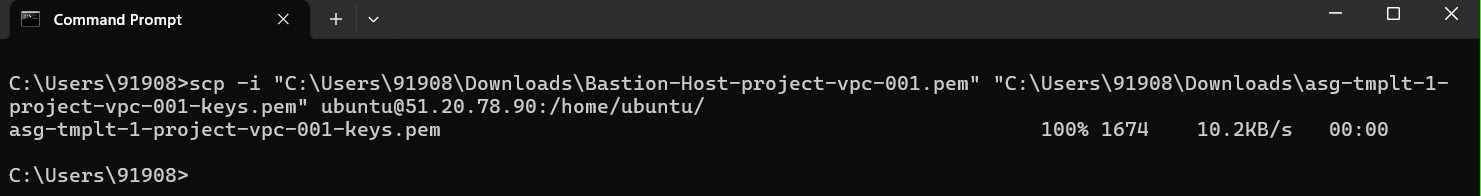 Command Prompt
C:\Users\91908>scp -i "C:\Users\91908\Downloads\Bastion-Host-project-vpc-001.pem" "C:\Users\91908\Downloads\asg-tmplt-1-
project-vpc-001-keys.pem" ubuntu@51.20.78.90:/home/ubuntu/
asg-tmplt-1-project-vpc-001-keys.pem 100% 1674 10.2KB/s 00:00
C:\Users\91908>